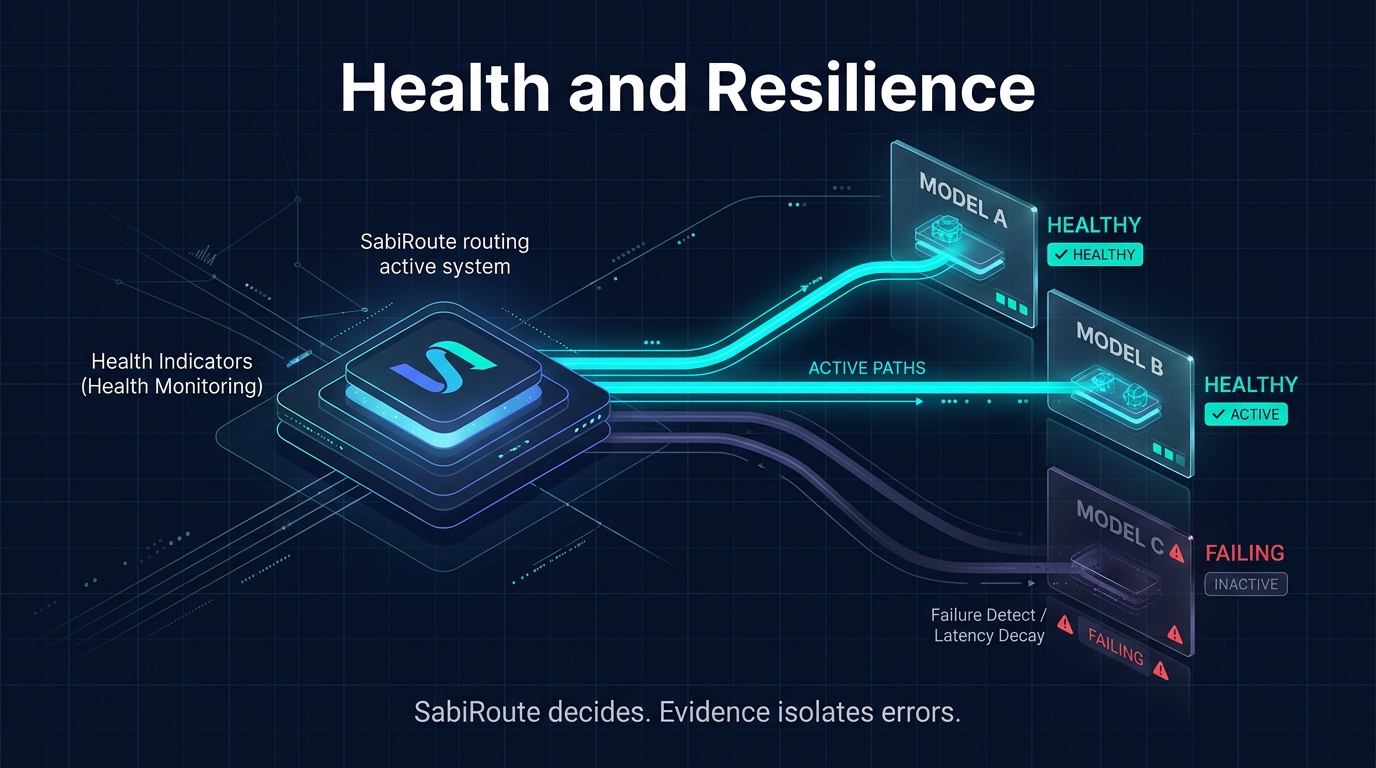 Health and Resilience
SabiRoute routing
active system
Health Indicators
(Health Monitoring)
MODEL A
HEALTHY
HEALTHY
ACTIVE PATHS
MODEL B
HEALTHY
ACTIVE
MODEL C
FAILING
INACTIVE
Failure Detect /
Latency Decay
FAILING
SabiRoute decides. Evidence isolates errors.